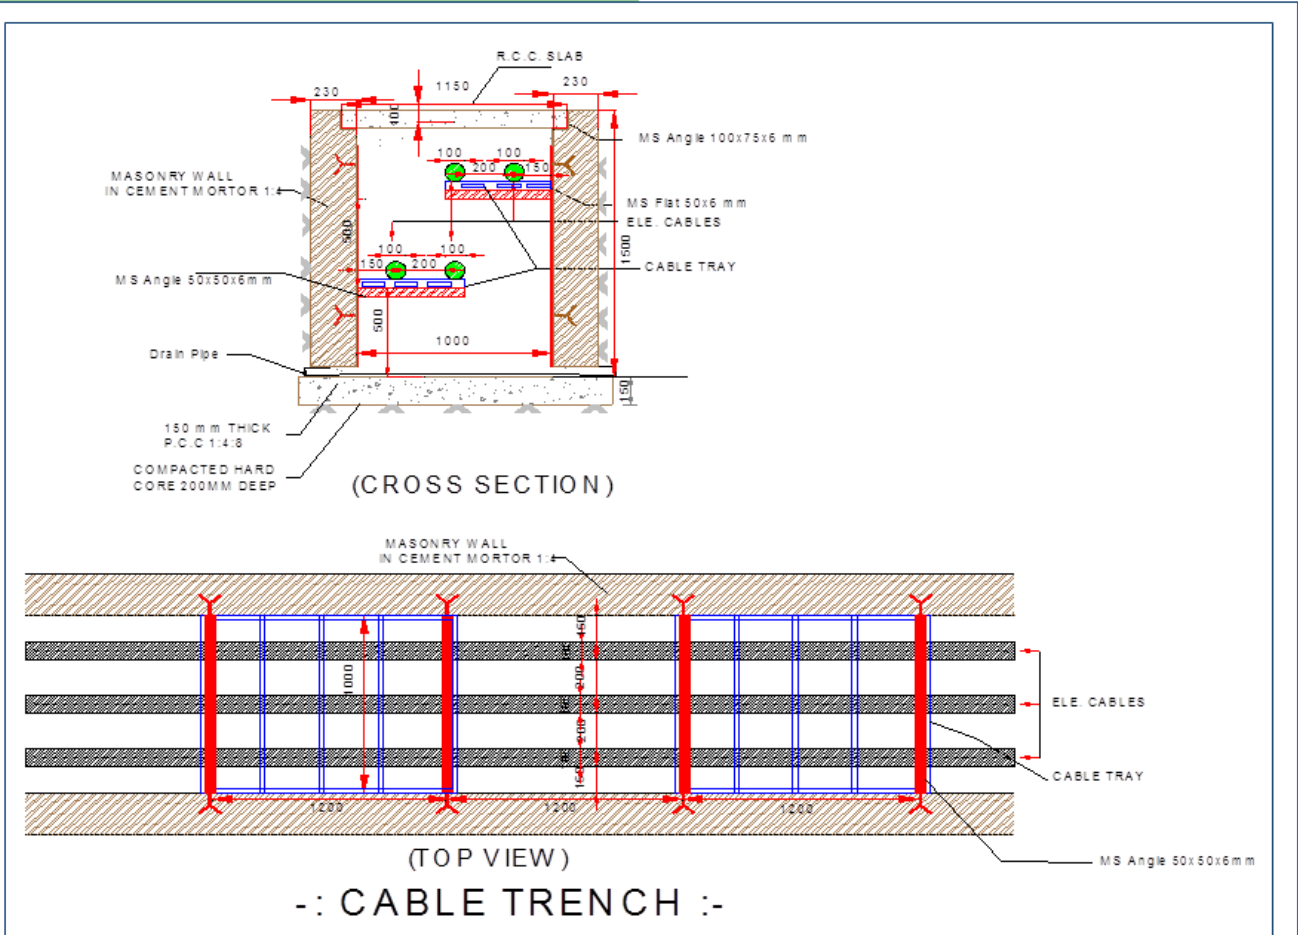 R.C.C. SLAB
230
1150
230
100
MS Angle 100x75x6 mm
100
100
200
150
MASONRY WALL
IN CEMENT MORTOR 1:4
MS Flat 50x6 mm
ELE. CABLES
500
1500
100
100
150
200
CABLE TRAY
MS Angle 50x50x6mm
500
1000
Drain Pipe
150
150 mm THICK
P.C.C 1:4:8
COMPACTED HARD
CORE 200MM DEEP
(CROSS SECTION)
MASONRY WALL
IN CEMENT MORTOR 1:4
450
1000
200
ELE. CABLES
200
150
CABLE TRAY
1200
1200
1200
(TOP VIEW)
MS Angle 50x50x6mm
-: CABLE TRENCH :-